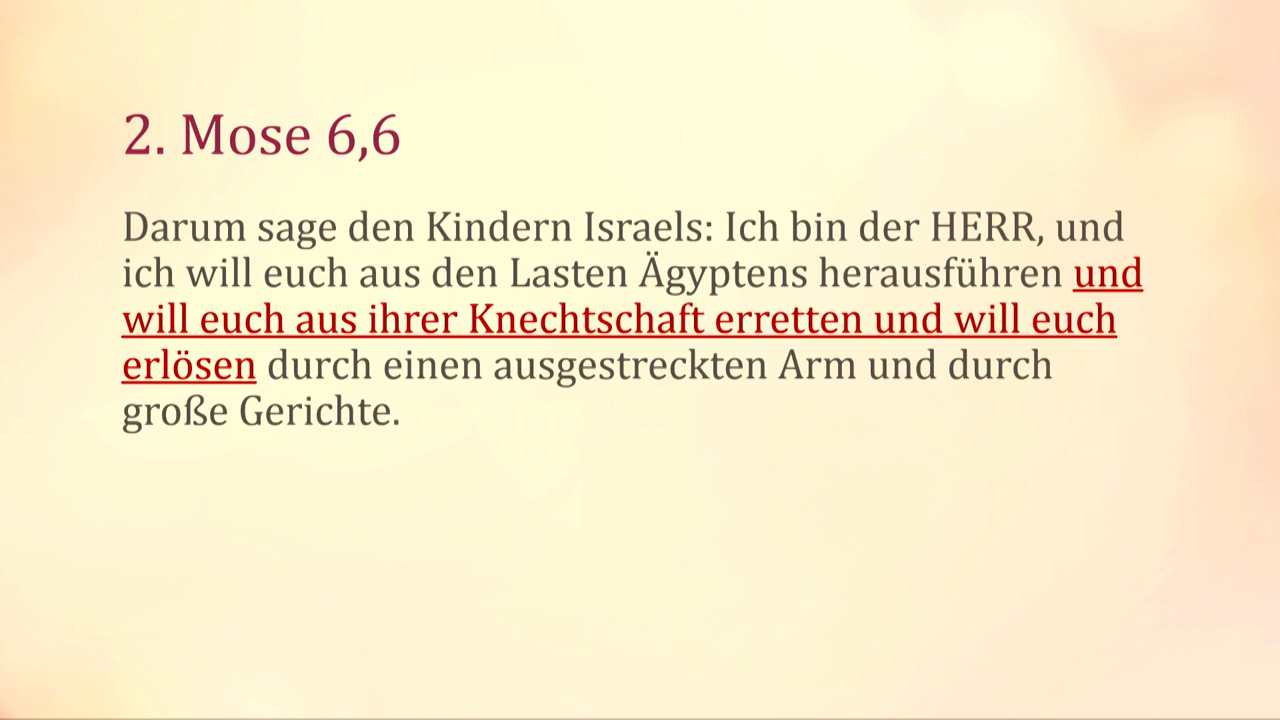 2. Mose 6,6
Darum sage den Kindern Israels: Ich bin der HERR, und
ich will euch aus den Lasten Ägyptens herausführen und
will euch aus ihrer Knechtschaft erretten und will euch
erlösen durch einen ausgestreckten Arm und durch
große Gerichte.